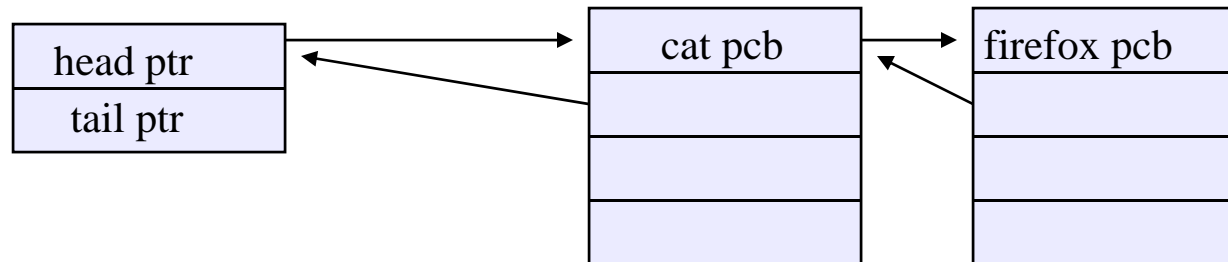 head ptr
tail ptr
cat pcb
firefox pcb